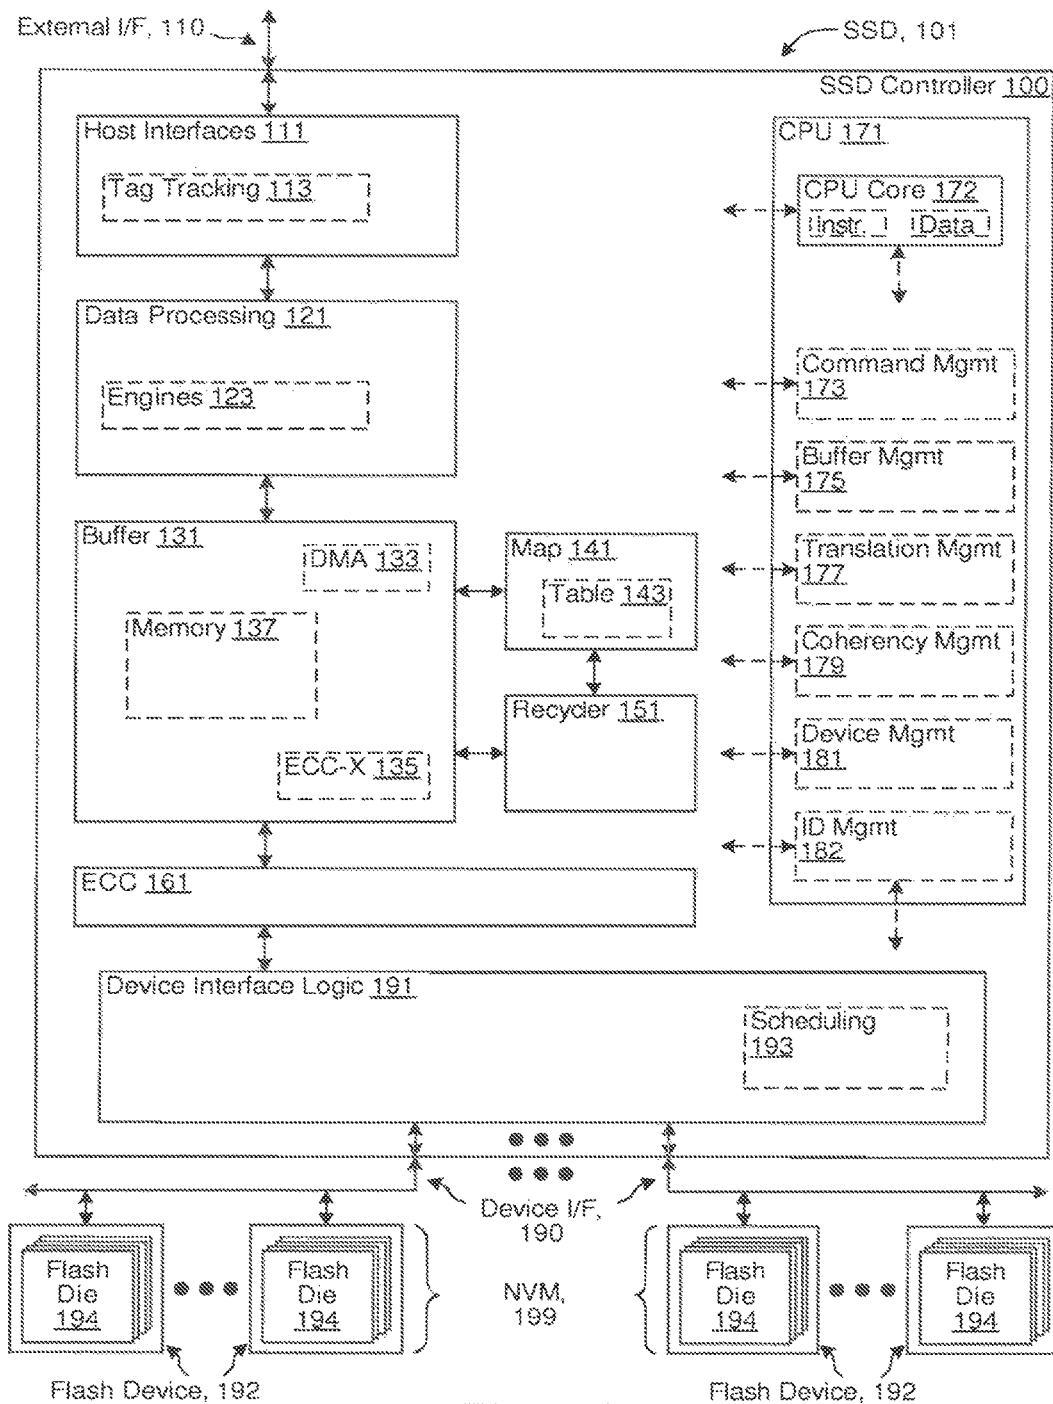 External I/F, 110
SSD, 101
SSD Controller 100
Host Interfaces 111
Tag Tracking 113
CPU 171
CPU Core 172
Instr.
Data
Data Processing 121
Engines 123
Command Mgmt
173
Buffer Mgmt
175
Buffer 131
DMA 133
Memory 137
ECC-X 135
Map 141
Table 143
Recycler 151
Translation Mgmt
177
Coherency Mgmt
179
Device Mgmt
181
ID Mgmt
182
ECC 161
Device Interface Logic 191
Scheduling
193
Device I/F,
190
Flash
Die
194
Flash
Die
194
NVM,
199
Flash
Die
194
Flash
Die
194
Flash Device, 192
Flash Device, 192